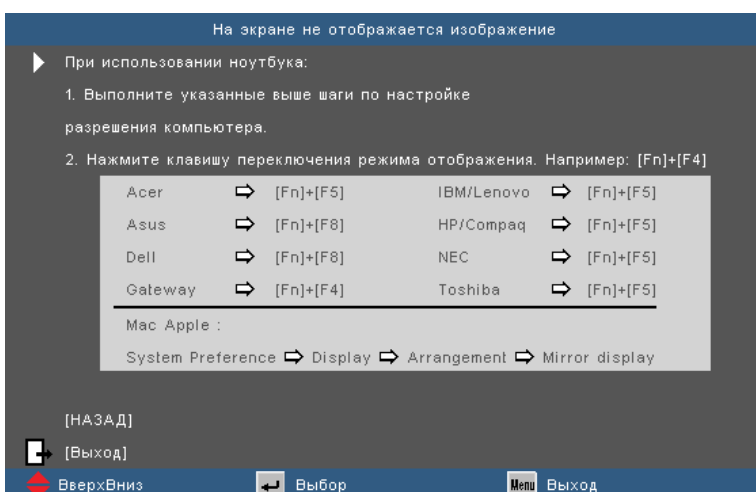 На экране не отображается изображение
При использовании ноутбука:
1. Выполните указанные выше шаги по настройке
разрешения компьютера.
2. Нажмите клавишу переключения режима отображения. Например: [Fn]+[F4]
Acer ⇨ [Fn]+[F5] IBM/Lenovo ⇨ [Fn]+[F5]
Asus ⇨ [Fn]+[F8] HP/Compaq ⇨ [Fn]+[F5]
Dell ⇨ [Fn]+[F8] NEC ⇨ [Fn]+[F5]
Gateway ⇨ [Fn]+[F4] Toshiba ⇨ [Fn]+[F5]
Mac Apple :
System Preference ⇨ Display ⇨ Arrangement ⇨ Mirror display
[НАЗАД]
[Выход]
ВверхВниз Выбор Menu Выход